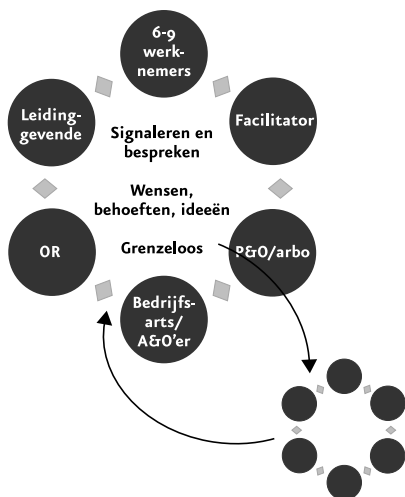 6-9
werk-
nemers
Leiding-
gevende
Facilitator
Signaleren en
bespreken
Wensen,
behoeften, ideeën
Grenzeloos
OR
P&O/arbo
Bedrijfs-
arts/
A&O'er